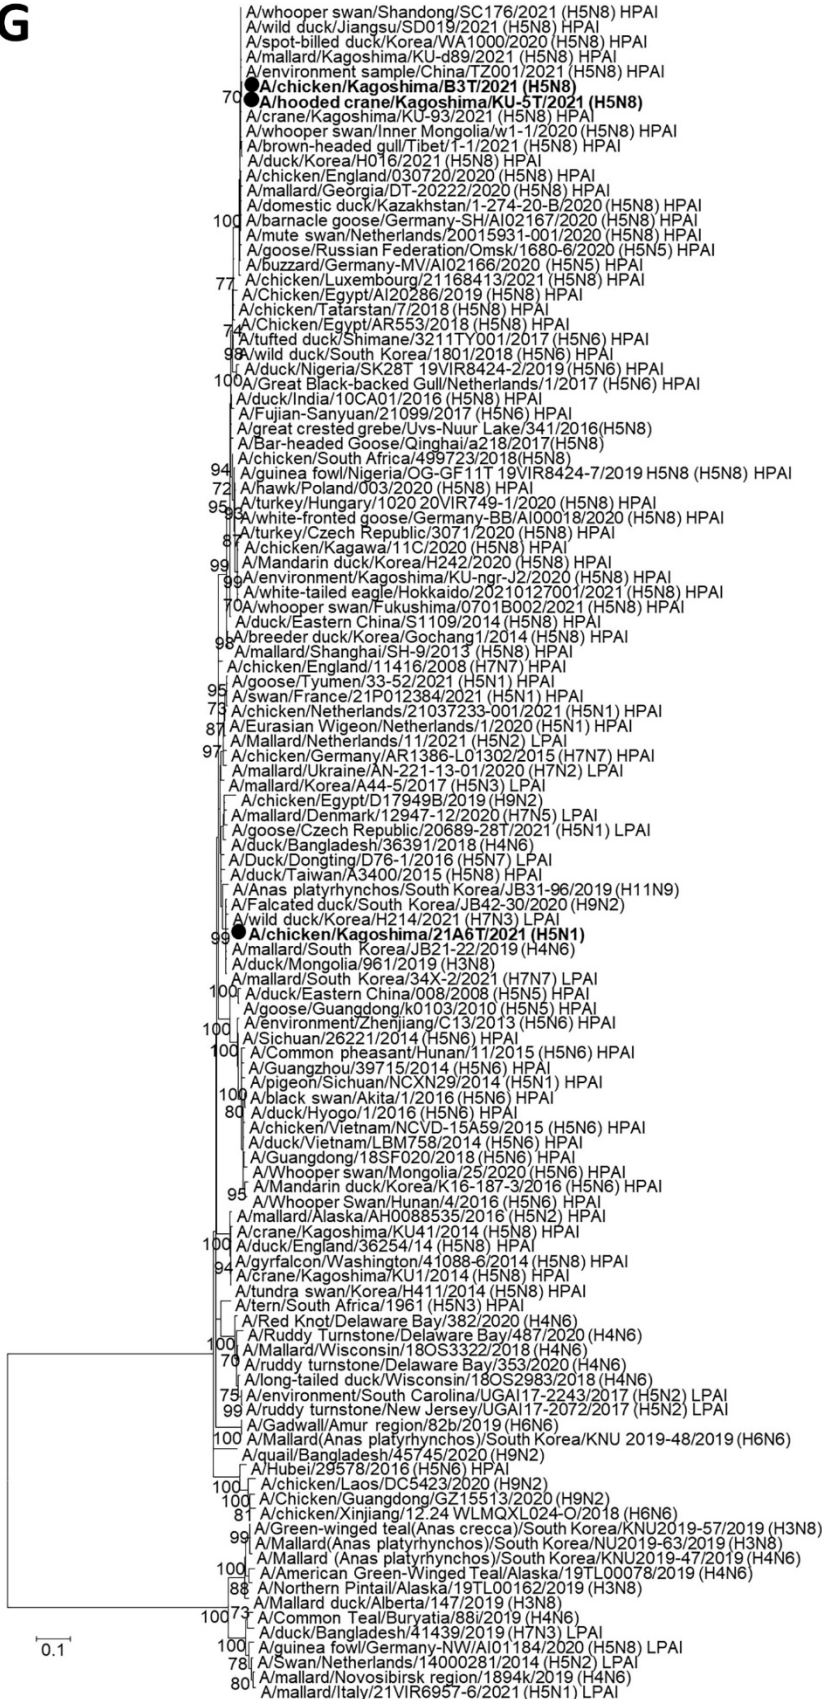 G
A/whooper swan/Shandong/SC176/2021 (H5N8) HPAI
A/wild duck/Jiangsu/SD019/2021 (H5N8) HPAI
A/spot-billed duck/Korea/WA1000/2020 (H5N8) HPAI
A/mallard/Kagoshima/KU-d89/2021 (H5N8) HPAI
A/environment sample/China/TZ001/2021 (H5N8) HPAI
A/chicken/Kagoshima/B3T/2021 (H5N8)
70
A/hooded crane/Kagoshima/KU-5T/2021 (H5N8)
A/crane/Kagoshima/KU-93/2021 (H5N8) HPAI
A/whooper swan/Inner Mongolia/w1-1/2020 (H5N8) HPAI
A/brown-headed gull/Tibet/1-1/2021 (H5N8) HPAI
A/duck/Korea/H016/2021 (H5N8) HPAI
A/chicken/England/030720/2020 (H5N8) HPAI
A/mallard/Georgia/DT-20222/2020 (H5N8) HPAI
A/domestic duck/Kazakhstan/1-274-20-B/2020 (H5N8) HPAI
100
A/barnacle goose/Germany-SH/AI02167/2020 (H5N8) HPAI
A/mute swan/Netherlands/20015931-001/2020 (H5N8) HPAI
A/goose/Russian Federation/Omsk/1680-6/2020 (H5N5) HPAI
A/buzzard/Germany-MV/AI02166/2020 (H5N5) HPAI
77
A/chicken/Luxembourg/21168413/2021 (H5N8) HPAI
A/Chicken/Egypt/AI20286/2019 (H5N8) HPAI
A/chicken/Tatarstan/7/2018 (H5N8) HPAI
74
A/Chicken/Egypt/AR553/2018 (H5N8) HPAI
A/tufted duck/Shimane/3211TY001/2017 (H5N6) HPAI
98
A/wild duck/South Korea/1801/2018 (H5N6) HPAI
A/duck/Nigeria/SK28T 19VIR8424-2/2019 (H5N6) HPAI
100
A/Great Black-backed Gull/Netherlands/1/2017 (H5N6) HPAI
A/duck/India/10CA01/2016 (H5N8) HPAI
A/Fujian-Sanyuan/21099/2017 (H5N6) HPAI
A/great crested grebe/Uvs-Nuur Lake/341/2016(H5N8)
A/Bar-headed Goose/Qinghai/a218/2017(H5N8)
A/chicken/South Africa/499723/2018(H5N8)
94
A/guinea fowl/Nigeria/OG-GF11T 19VIR8424-7/2019 H5N8 (H5N8) HPAI
72
A/hawk/Poland/003/2020 (H5N8) HPAI
95
A/turkey/Hungary/1020 20VIR749-1/2020 (H5N8) HPAI
93
A/white-fronted goose/Germany-BB/AI00018/2020 (H5N8) HPAI
87
A/turkey/Czech Republic/3071/2020 (H5N8) HPAI
A/chicken/Kagawa/11C/2020 (H5N8) HPAI
99
A/Mandarin duck/Korea/H242/2020 (H5N8) HPAI
99
A/environment/Kagoshima/KU-ngr-J2/2020 (H5N8) HPAI
A/white-tailed eagle/Hokkaido/20210127001/2021 (H5N8) HPAI
70
A/whooper swan/Fukushima/0701B002/2021 (H5N8) HPAI
A/duck/Eastern China/S1109/2014 (H5N8) HPAI
98
A/breeder duck/Korea/Gochang1/2014 (H5N8) HPAI
A/mallard/Shanghai/SH-9/2013 (H5N8) HPAI
A/chicken/England/11416/2008 (H7N7) HPAI
95
A/goose/Tyumen/33-52/2021 (H5N1) HPAI
A/swan/France/21P012384/2021 (H5N1) HPAI
73
A/chicken/Netherlands/21037233-001/2021 (H5N1) HPAI
87
A/Eurasian Wigeon/Netherlands/1/2020 (H5N1) HPAI
A/Mallard/Netherlands/11/2021 (H5N2) LPAI
97
A/chicken/Germany/AR1386-L01302/2015 (H7N7) HPAI
A/mallard/Ukraine/AN-221-13-01/2020 (H7N2) LPAI
A/mallard/Korea/A44-5/2017 (H5N3) LPAI
A/chicken/Egypt/D17949B/2019 (H9N2)
A/mallard/Denmark/12947-12/2020 (H7N5) LPAI
A/goose/Czech Republic/20689-28T/2021 (H5N1) LPAI
A/duck/Bangladesh/36391/2018 (H4N6)
A/Duck/Dongting/D76-1/2016 (H5N7) LPAI
A/duck/Taiwan/A3400/2015 (H5N8) HPAI
A/Anas platyrhynchos/South Korea/JB31-96/2019 (H11N9)
A/Falcated duck/South Korea/JB42-30/2020 (H9N2)
A/wild duck/Korea/H214/2021 (H7N3) LPAI
99
A/chicken/Kagoshima/21A6T/2021 (H5N1)
A/mallard/South Korea/JB21-22/2019 (H4N6)
A/duck/Mongolia/961/2019 (H3N8)
A/mallard/South Korea/34X-2/2021 (H7N7) LPAI
100
A/duck/Eastern China/008/2008 (H5N5) HPAI
A/goose/Guangdong/k0103/2010 (H5N5) HPAI
A/environment/Zhenjiang/C13/2013 (H5N6) HPAI
100
A/Sichuan/26221/2014 (H5N6) HPAI
100
A/Common pheasant/Hunan/11/2015 (H5N6) HPAI
A/Guangzhou/39715/2014 (H5N6) HPAI
A/pigeon/Sichuan/NCXN29/2014 (H5N1) HPAI
100
A/black swan/Akita/1/2016 (H5N6) HPAI
80
A/duck/Hyogo/1/2016 (H5N6) HPAI
A/chicken/Vietnam/NCVD-15A59/2015 (H5N6) HPAI
A/duck/Vietnam/LBM758/2014 (H5N6) HPAI
A/Guangdong/18SF020/2018 (H5N6) HPAI
A/Whooper swan/Mongolia/25/2020 (H5N6) HPAI
A/Mandarin duck/Korea/K16-187-3/2016 (H5N6) HPAI
95
A/Whooper Swan/Hunan/4/2016 (H5N6) HPAI
A/mallard/Alaska/AH0088535/2016 (H5N2) HPAI
A/crane/Kagoshima/KU41/2014 (H5N8) HPAI
100
A/duck/England/36254/14 (H5N8) HPAI
94
A/gyrfalcon/Washington/41088-6/2014 (H5N8) HPAI
A/crane/Kagoshima/KU1/2014 (H5N8) HPAI
A/tundra swan/Korea/H411/2014 (H5N8) HPAI
A/tern/South Africa/1961 (H5N3) HPAI
A/Red Knot/Delaware Bay/382/2020 (H4N6)
A/Ruddy Turnstone/Delaware Bay/487/2020 (H4N6)
100
A/Mallard/Wisconsin/18OS3322/2018 (H4N6)
70
A/ruddy turnstone/Delaware Bay/353/2020 (H4N6)
A/long-tailed duck/Wisconsin/18OS2983/2018 (H4N6)
75
A/environment/South Carolina/UGAI17-2243/2017 (H5N2) LPAI
99
A/ruddy turnstone/New Jersey/UGAI17-2072/2017 (H5N2) LPAI
A/Gadwall/Amur region/82b/2019 (H6N6)
100
A/Mallard(Anas platyrhynchos)/South Korea/KNU 2019-48/2019 (H6N6)
A/quail/Bangladesh/45745/2020 (H9N2)
A/Hubei/29578/2016 (H5N6) HPAI
100
A/chicken/Laos/DC5423/2020 (H9N2)
100
A/Chicken/Guangdong/GZ15513/2020 (H9N2)
81
A/chicken/Xinjiang/12.24 WLMQXL024-O/2018 (H6N6)
A/Green-winged teal(Anas crecca)/South Korea/KNU2019-57/2019 (H3N8)
99
A/Mallard(Anas platyrhynchos)/South Korea/NU2019-63/2019 (H3N8)
A/Mallard (Anas platyrhynchos)/South Korea/KNU2019-47/2019 (H4N6)
100
A/American Green-Winged Teal/Alaska/19TL00078/2019 (H4N6)
88
A/Northern Pintail/Alaska/19TL00162/2019 (H3N8)
A/Mallard duck/Alberta/147/2019 (H3N8)
100
73
A/Common Teal/Buryatia/88i/2019 (H4N6)
A/duck/Bangladesh/41439/2019 (H7N3) LPAI
100
A/guinea fowl/Germany-NW/AI01184/2020 (H5N8) LPAI
78
A/Swan/Netherlands/14000281/2014 (H5N2) LPAI
80
A/mallard/Novosibirsk region/1894k/2019 (H4N6)
A/mallard/Italy/21VIR6957-6/2021 (H5N1) LPAI
0.1